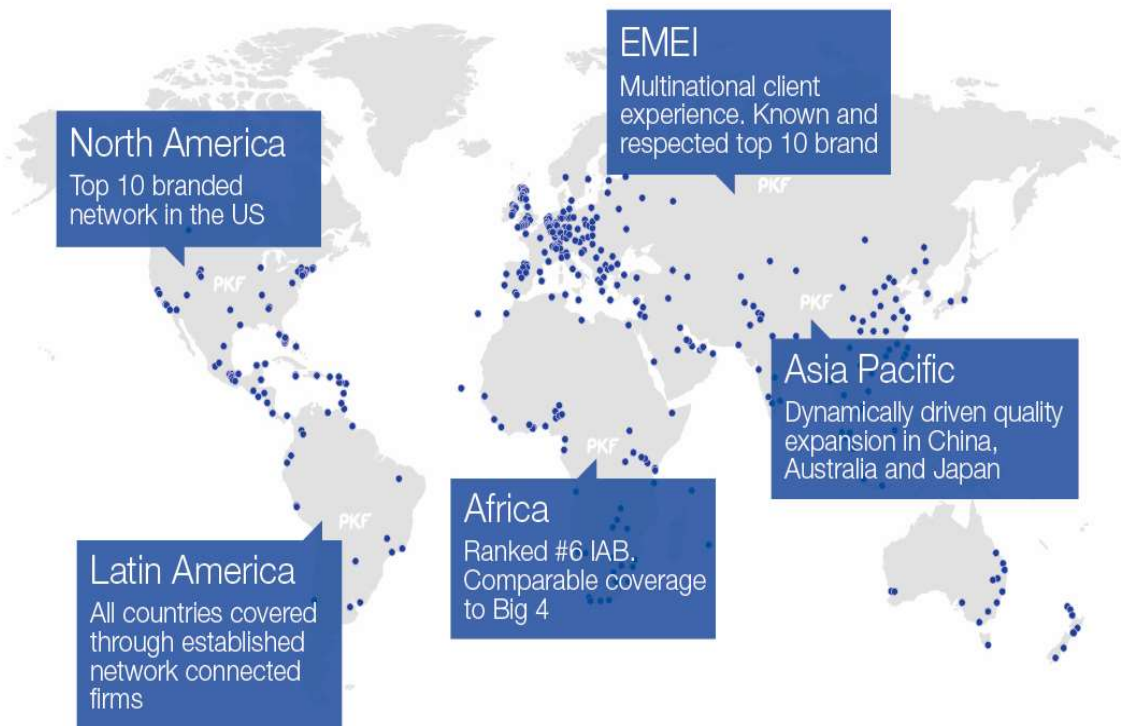 EMEI
Multinational client
experience. Known and
respected top 10 brand
PKF
North America
Top 10 branded
network in the US
PKF
PKF
Asia Pacific
Dynamically driven quality
expansion in China,
Australia and Japan
PKF
Africa
Ranked #6 IAB.
Comparable coverage
to Big 4
PKF
Latin America
All countries covered
through established
network connected
firms